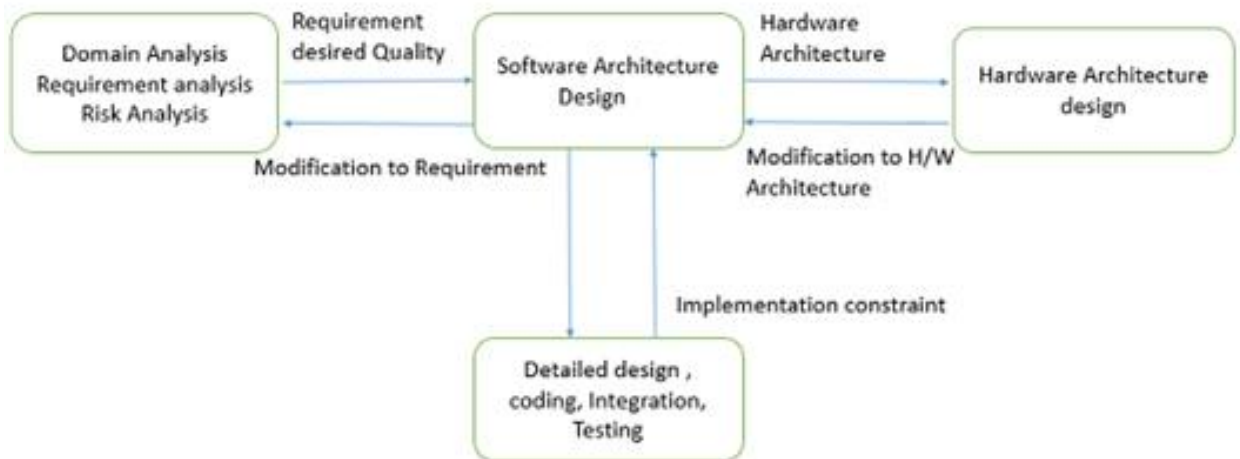 Domain Analysis
Requirement analysis
Risk Analysis
Requirement
desired Quality
Software Architecture
Design
Hardware
Architecture
Hardware Architecture
design
Modification to Requirement
Modification to H/W
Architecture
Implementation constraint
Detailed design ,
coding, Integration,
Testing